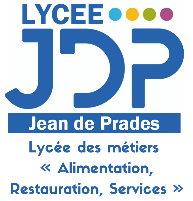 LYCEE
JDP
Jean de Prades
Lycée des métiers
« Alimentation,
Restauration, Services »